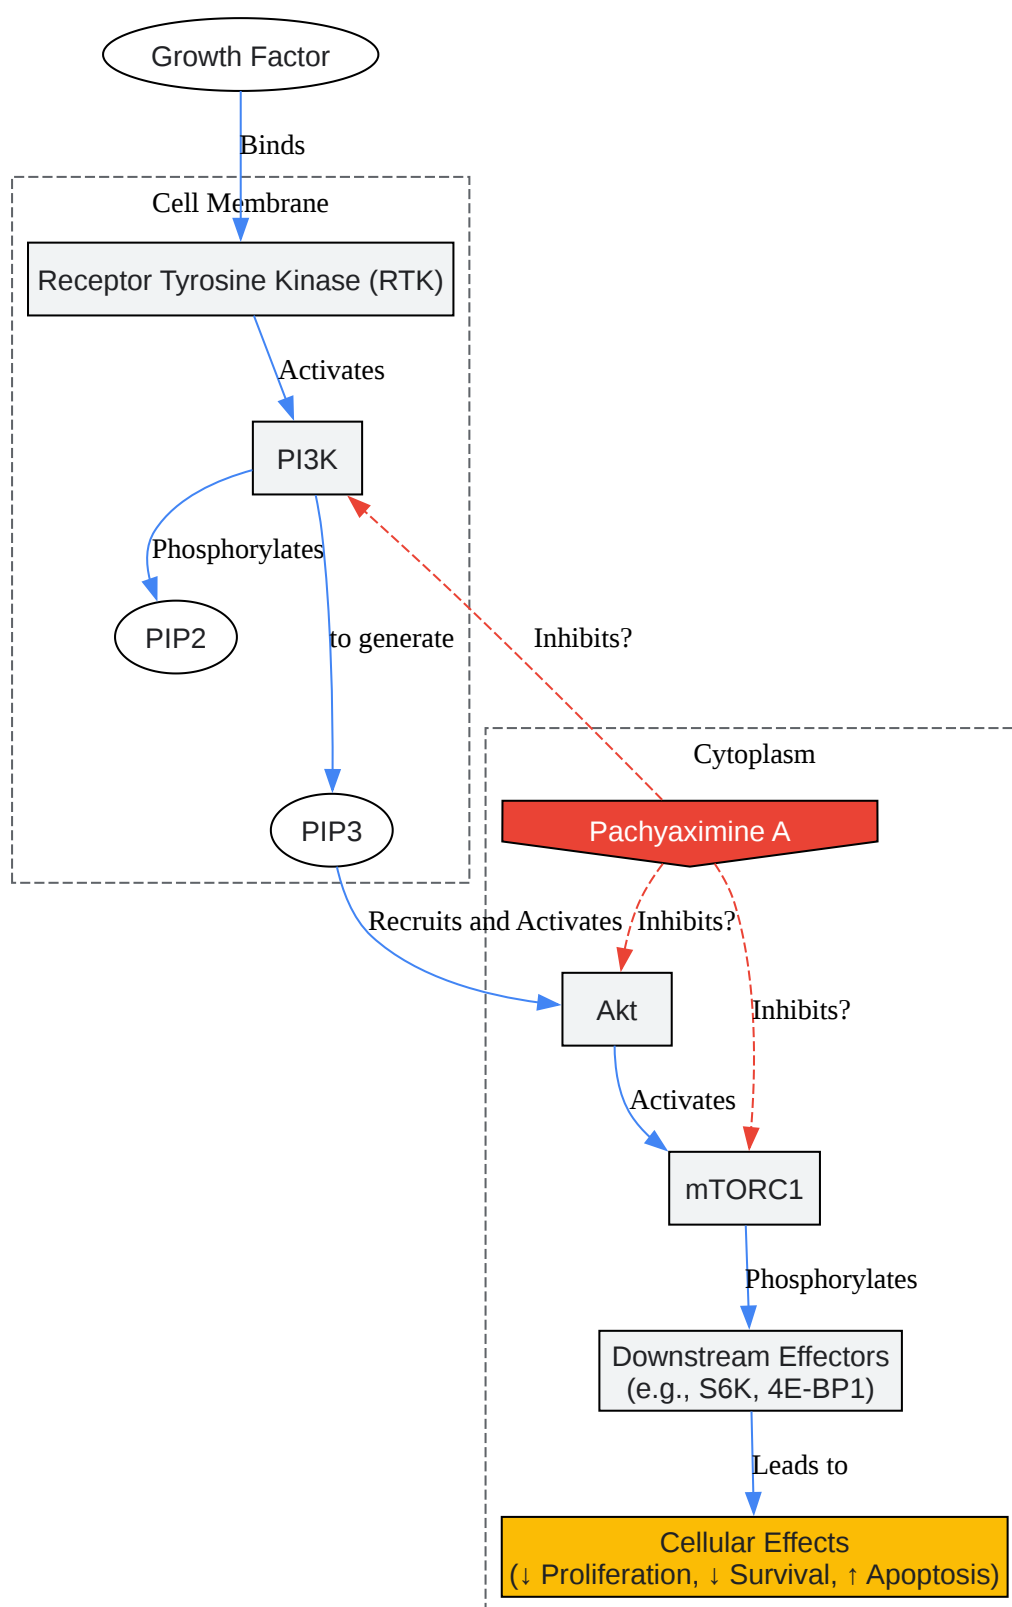 Growth Factor
Binds
Cell Membrane
Receptor Tyrosine Kinase (RTK)
Activates
PI3K
Phosphorylates
PIP2
to generate
Inhibits?
Cytoplasm
PIP3
Pachyaximine A
Recruits and Activates
Inhibits?
Akt
Inhibits?
Activates
mTORC1
Phosphorylates
Downstream Effectors
(e.g., S6K, 4E-BP1)
Leads to
Cellular Effects
(↓ Proliferation, ↓ Survival, ↑ Apoptosis)